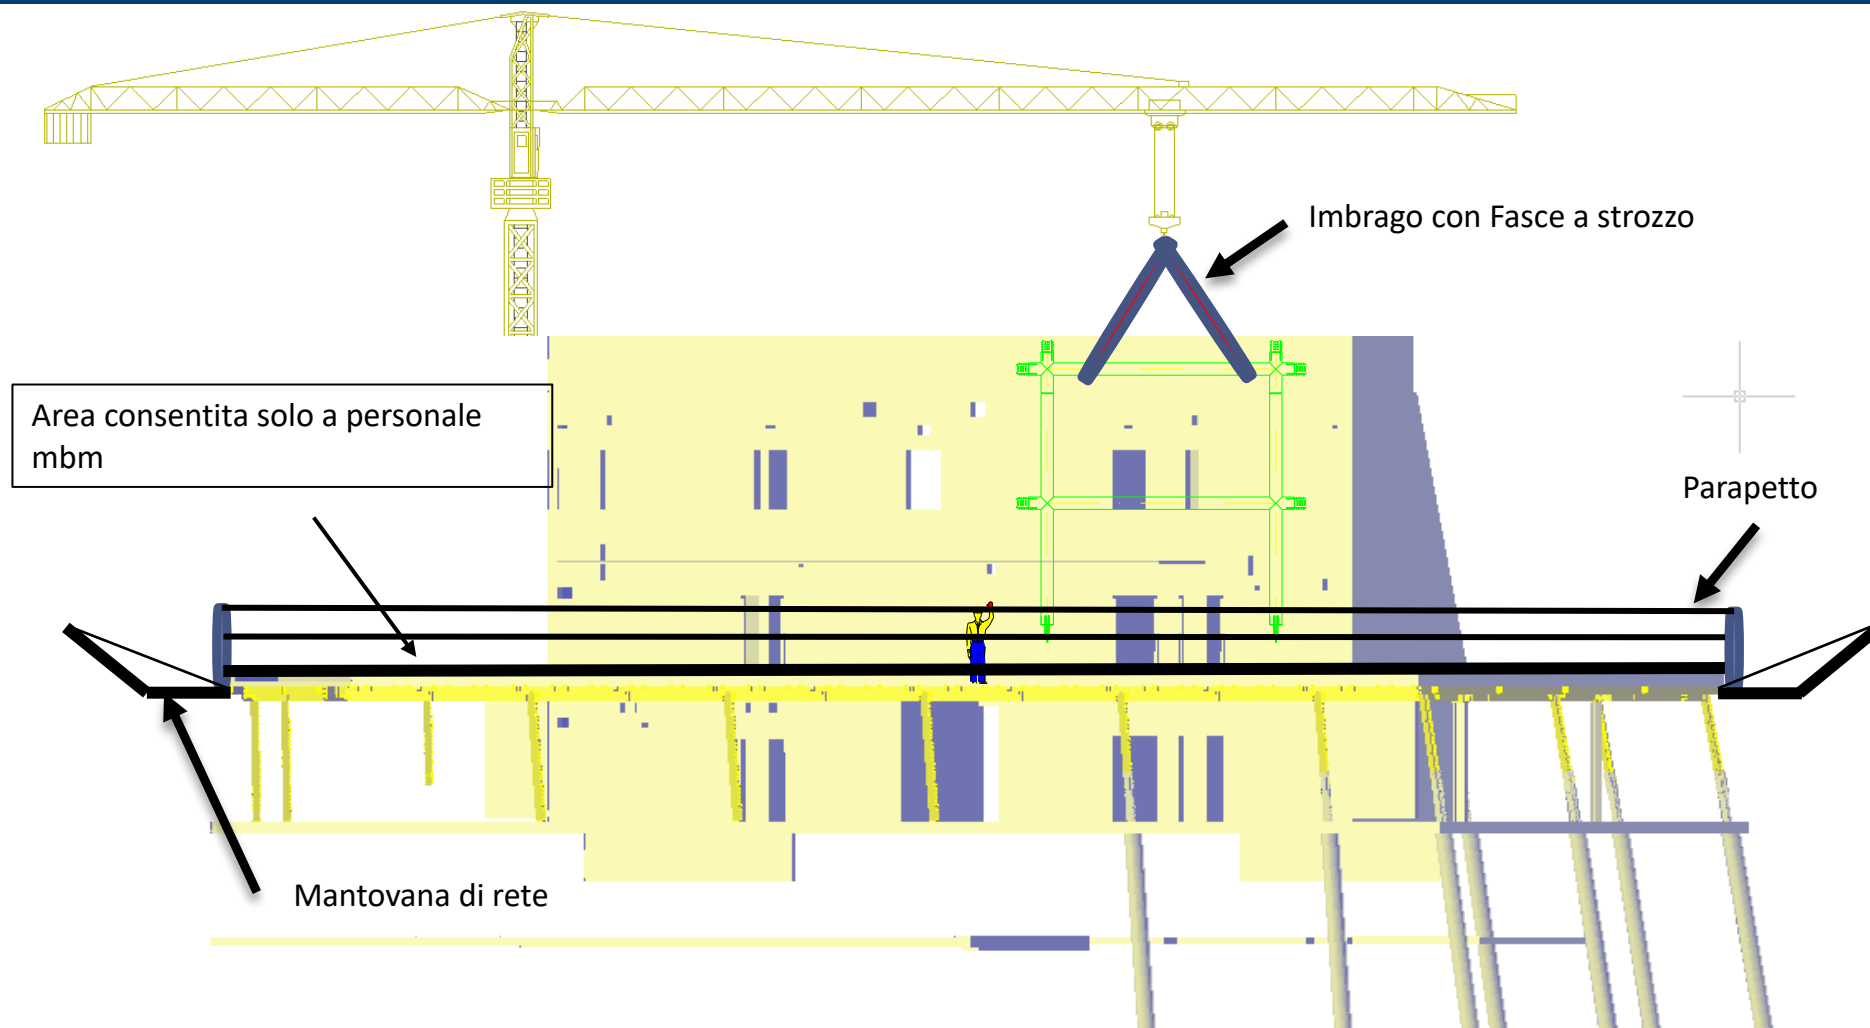 Imbrago con Fasce a strozzo
Area consentita solo a personale
mbm
Parapetto
Mantovana di rete